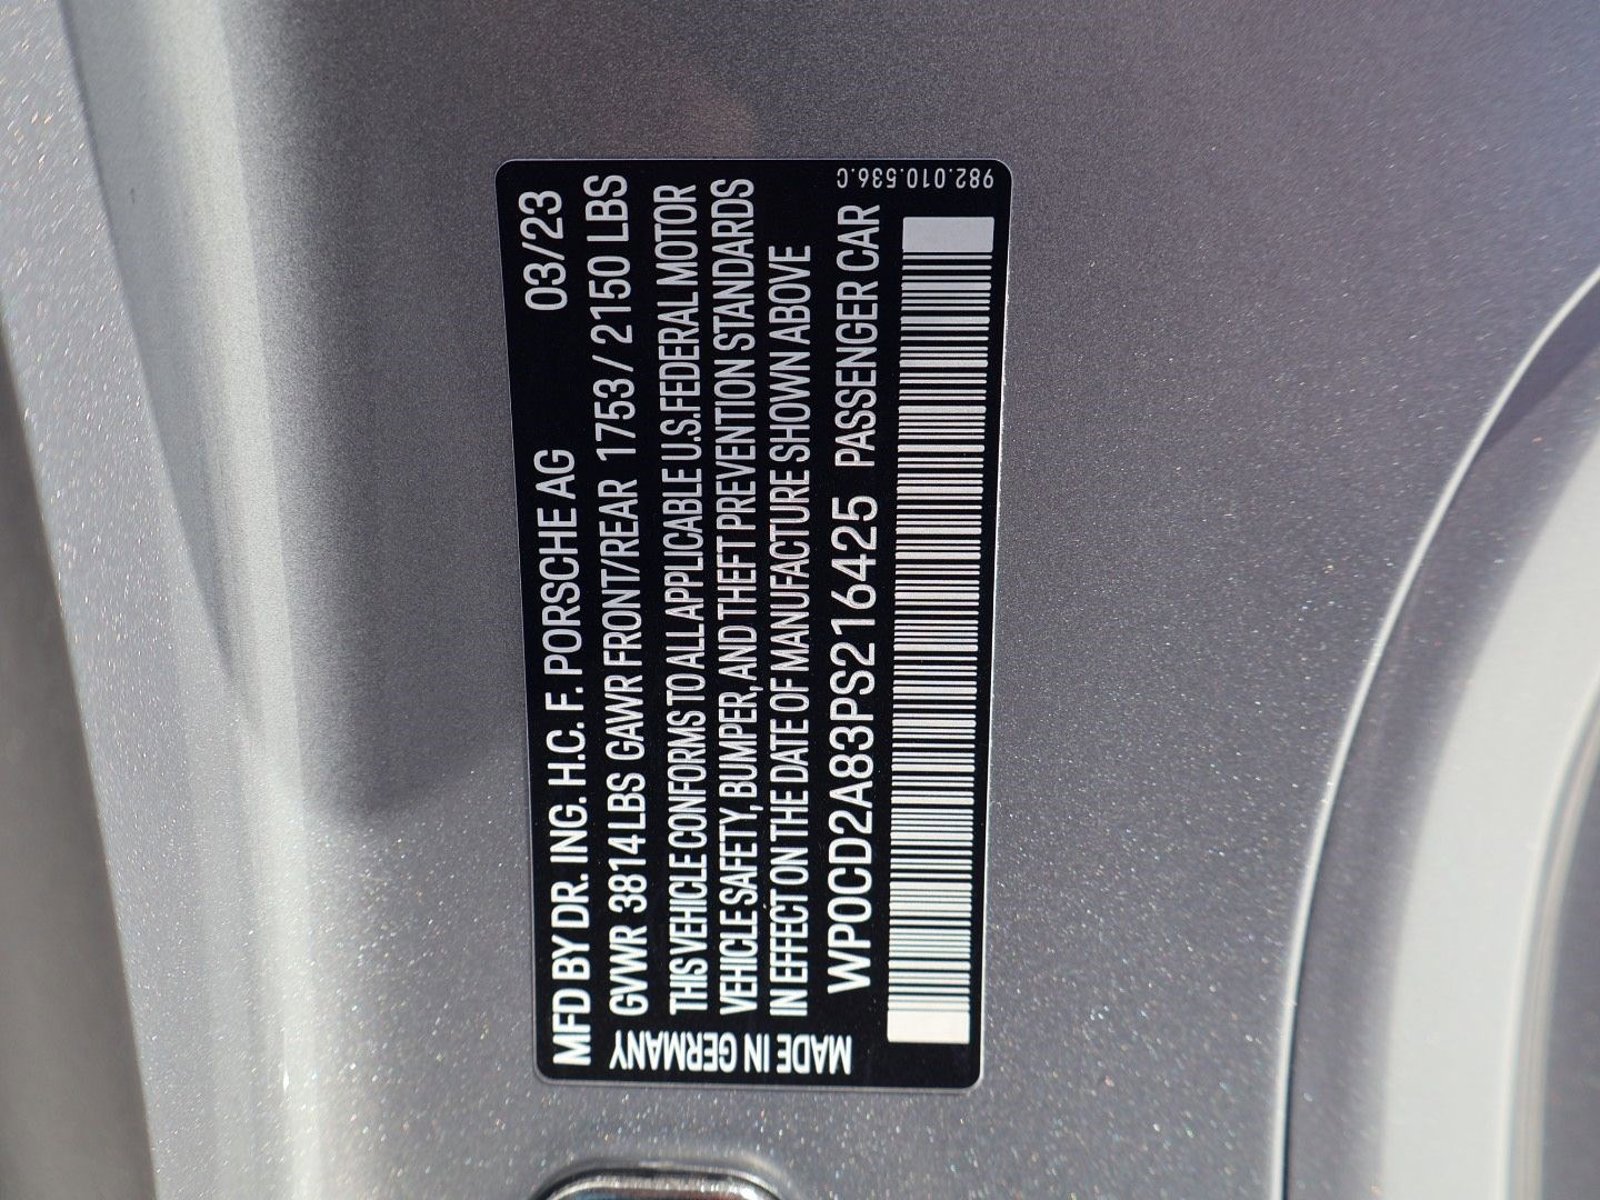 MFD BY DR. ING. H.C. F. PORSCHE AG 03/23
GVWR 3814 LBS GAWR FRONT/REAR 1753 / 2150 LBS
THIS VEHICLE CONFORMS TO ALL APPLICABLE U.S. FEDERAL MOTOR
VEHICLE SAFETY, BUMPER, AND THEFT PREVENTION STANDARDS
IN EFFECT ON THE DATE OF MANUFACTURE SHOWN ABOVE
WP0CD2A83PS216425 PASSENGER CAR
MADE IN GERMANY
982.010.536.C